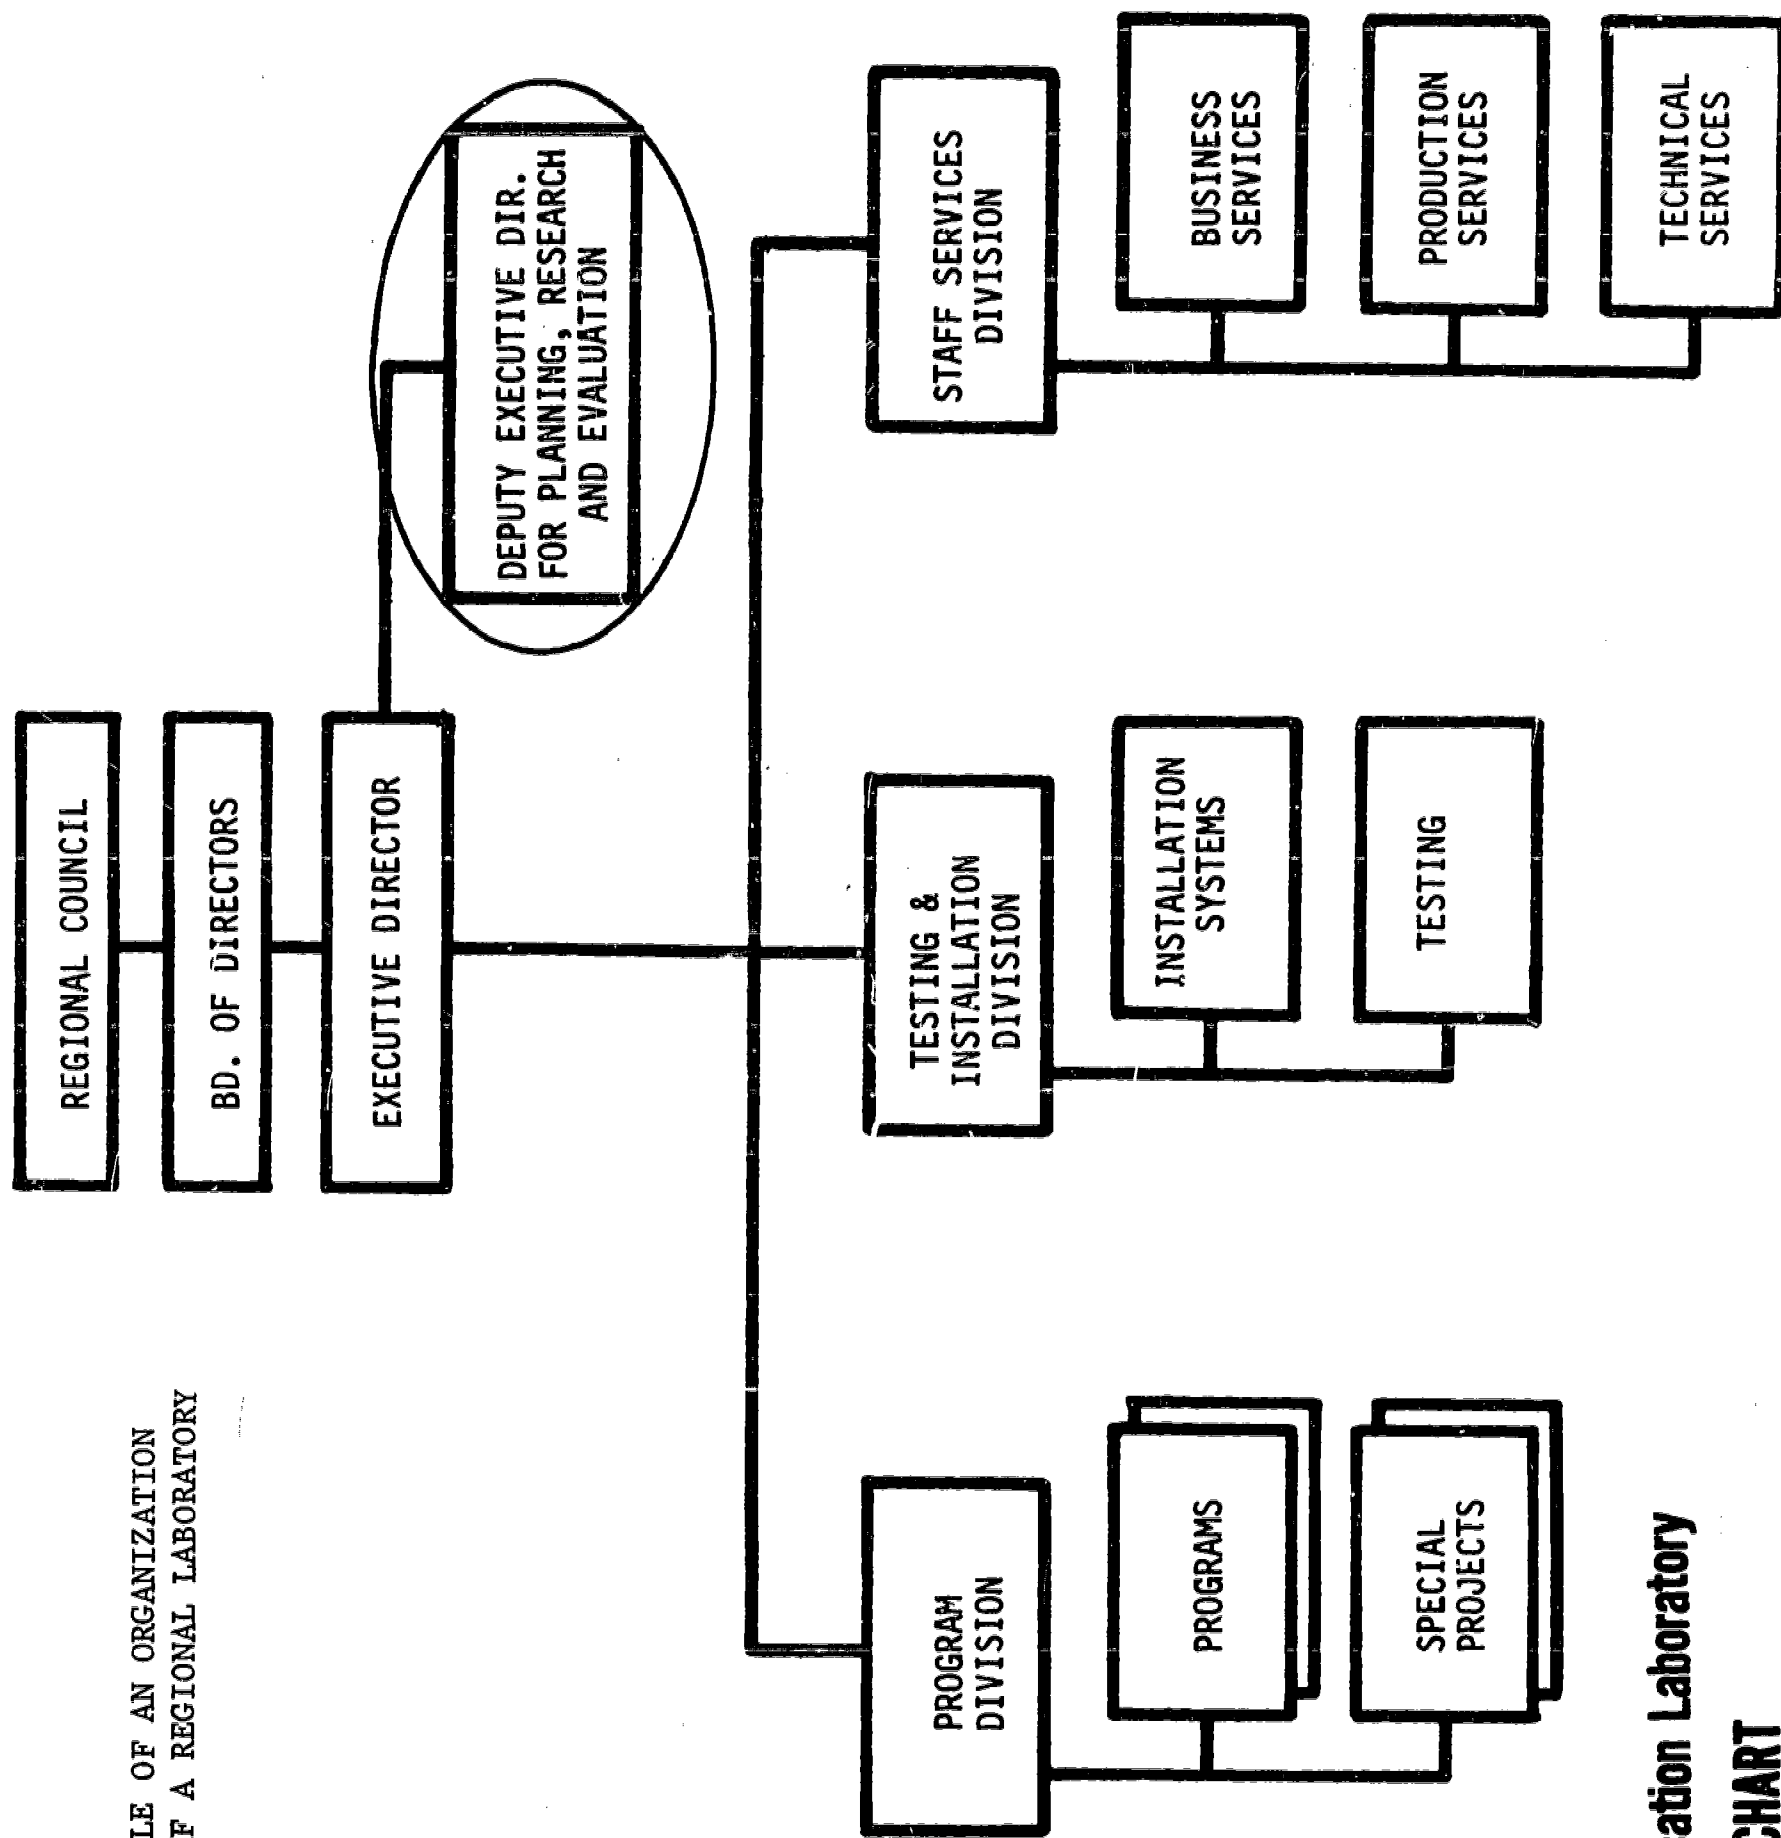 LE OF AN ORGANIZATION
F A REGIONAL LABORATORY
REGIONAL COUNCIL
BD. OF DIRECTORS
EXECUTIVE DIRECTOR
DEPUTY EXECUTIVE DIR.
FOR PLANNING, RESEARCH
AND EVALUATION
PROGRAM
DIVISION
PROGRAMS
SPECIAL
PROJECTS
TESTING &
INSTALLATION
DIVISION
INSTALLATION
SYSTEMS
TESTING
STAFF SERVICES
DIVISION
BUSINESS
SERVICES
PRODUCTION
SERVICES
TECHNICAL
SERVICES
ation Laboratory
CHART